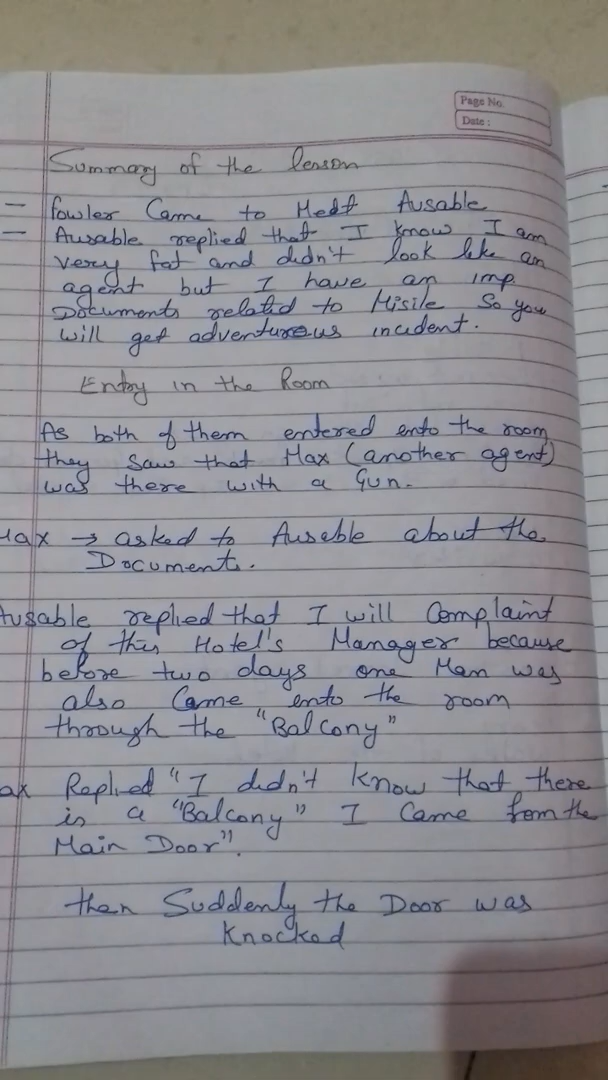 Page No.
Date :
Summary of the lesson
– fowler Came to Meet Ausable
– Ausable replied that I know I am
very fat and didn't look like an
agent but I have an imp.
Documents related to Misile So you
will get adventurous incident.
Entry in the Room
As both of them entered ento the room
they saw that Max (another agent)
was there with a Gun.
Max → asked to Ausable about the
Documents.
Ausable replied that I will Complaint
of this Hotel's Manager because
before two days one Man was
also Came ento the room
through the "Balcony"
Max Replied "I didn't know that there
is a "Balcony" I Came from the
Main Door".
then Suddenly the Door was
Knocked